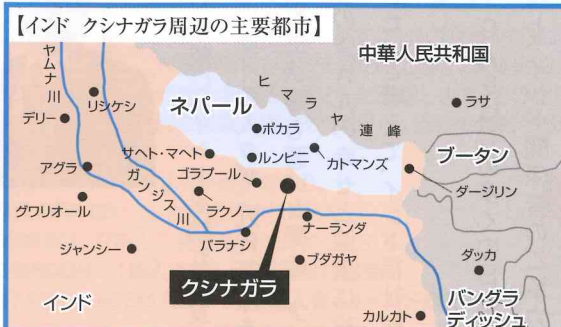 【インド クシナガラ周辺の主要都市】
中華人民共和国
ヤムナ川
リシケシ
デリー
ネパール
ヒマラヤ連峰
ラサ
ポカラ
ブータン
サヘト・マヘト
ルンビニ
カトマンズ
アグラ
ゴラプール
ダージリン
ガンジス川
グワリオール
ラクノー
ナーランダ
ジャンシー
バラナシ
ブダガヤ
ダッカ
クシナガラ
インド
バングラ
ディッシュ
カルカト